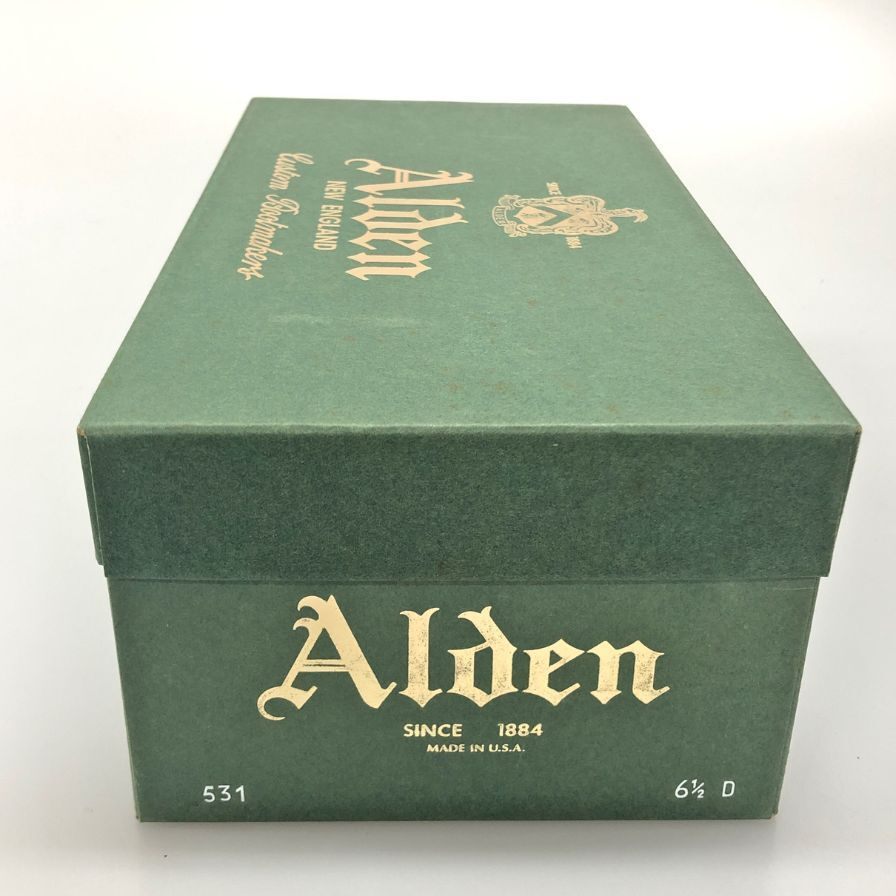 SINCE 1884
Alden
NEW ENGLAND
Custom Bootmakers
Alden
SINCE 1884
MADE IN U.S.A.
531 6½ D